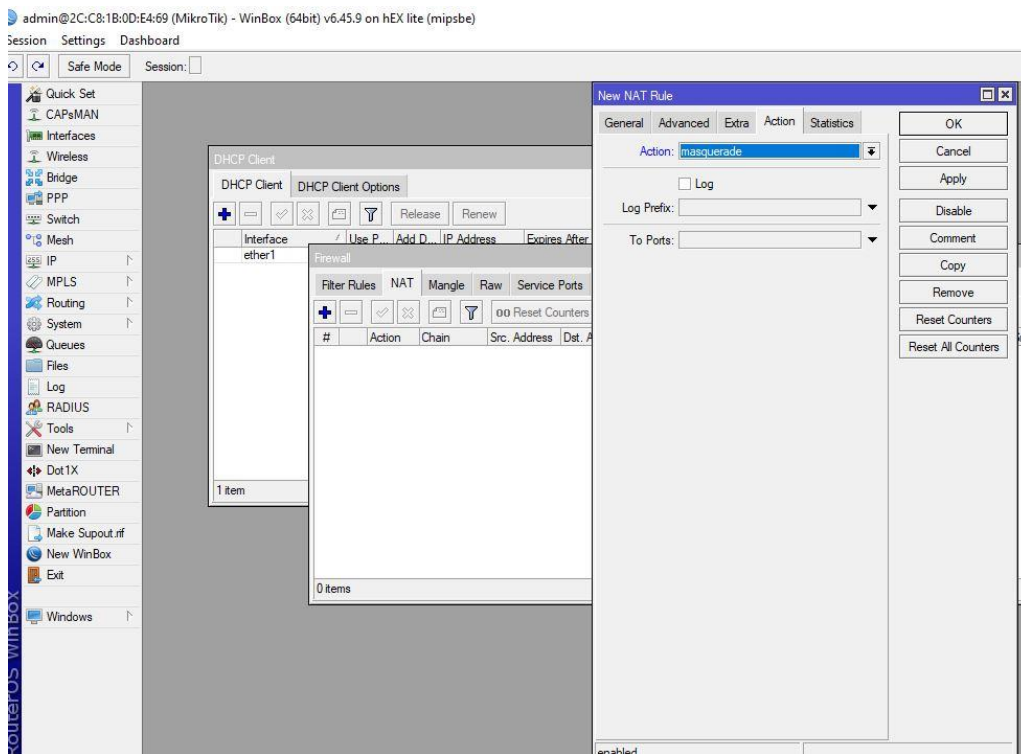 admin@2C:C8:1B:0D:E4:69 (MikroTik) - WinBox (64bit) v6.45.9 on hEX lite (mipsbe)
Session Settings Dashboard
Safe Mode Session:
Quick Set
CAPsMAN
Interfaces
Wireless
Bridge
PPP
Switch
Mesh
IP
MPLS
Routing
System
Queues
Files
Log
RADIUS
Tools
New Terminal
Dot1X
MetaROUTER
Partition
Make Supout.rif
New WinBox
Exit
Windows
RouterOS WinBox
DHCP Client
DHCP Client DHCP Client Options
Release Renew
Interface Use P... Add D... IP Address Expires After
ether1
1 item
Firewall
Filter Rules NAT Mangle Raw Service Ports
00 Reset Counters
# Action Chain Src. Address Dst. A
0 items
New NAT Rule
General Advanced Extra Action Statistics
Action: masquerade
Log
Log Prefix:
To Ports:
OK
Cancel
Apply
Disable
Comment
Copy
Remove
Reset Counters
Reset All Counters
enabled